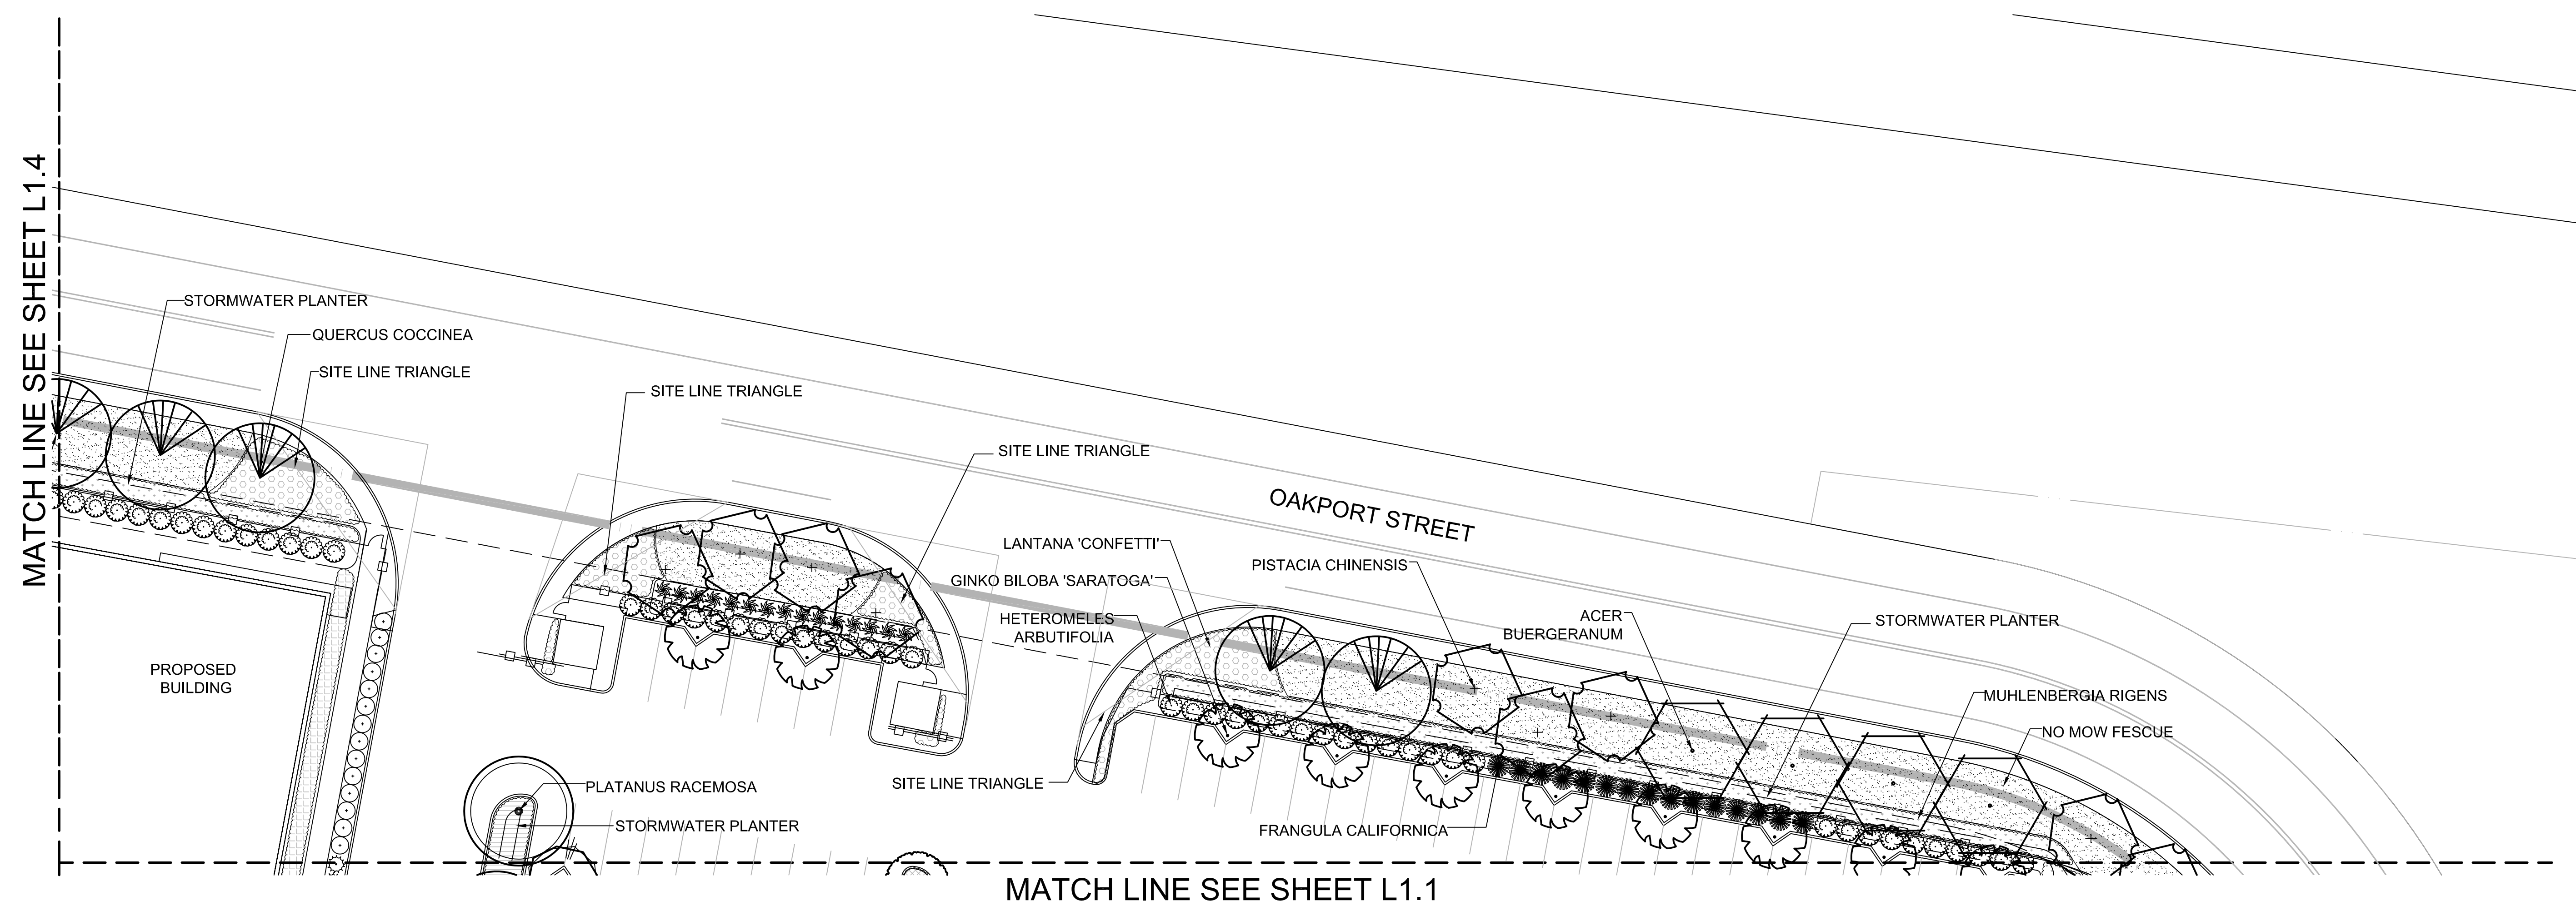 MATCH LINE SEE SHEET L1.4
STORMWATER PLANTER
QUERCUS COCCINEA
SITE LINE TRIANGLE
SITE LINE TRIANGLE
SITE LINE TRIANGLE
OAKPORT STREET
LANTANA 'CONFETTI'
GINKO BILOBA 'SARATOGA'
HETEROMELES
ARBUTIFOLIA
PISTACIA CHINENSIS
ACER
BUERGERANUM
STORMWATER PLANTER
MUHLENBERGIA RIGENS
NO MOW FESCUE
PROPOSED
BUILDING
PLATANUS RACEMOSA
STORMWATER PLANTER
SITE LINE TRIANGLE
FRANGULA CALIFORNICA
MATCH LINE SEE SHEET L1.1